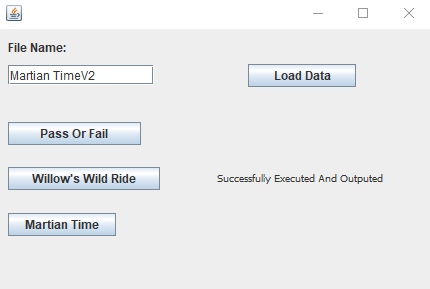 File Name:
Martian TimeV2
Load Data
Pass Or Fail
Willow's Wild Ride
Successfully Executed And Outputed
Martian Time